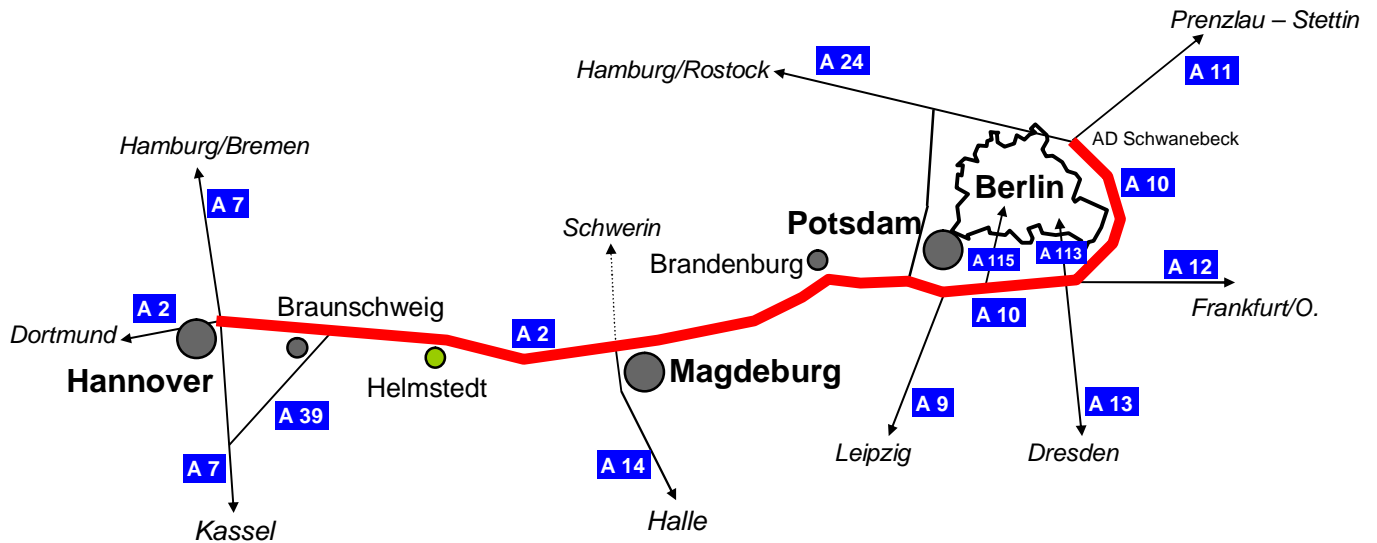 Prenzlau – Stettin
A 24
Hamburg/Rostock
A 11
AD Schwanebeck
Hamburg/Bremen
A 10
Berlin
A 7
Potsdam
Schwerin
A 115
A 113
Brandenburg
A 12
Frankfurt/O.
A 2
Braunschweig
Dortmund
A 2
A 10
Hannover
Helmstedt
Magdeburg
A 39
A 9
A 13
Leipzig
Dresden
A 7
A 14
Kassel
Halle